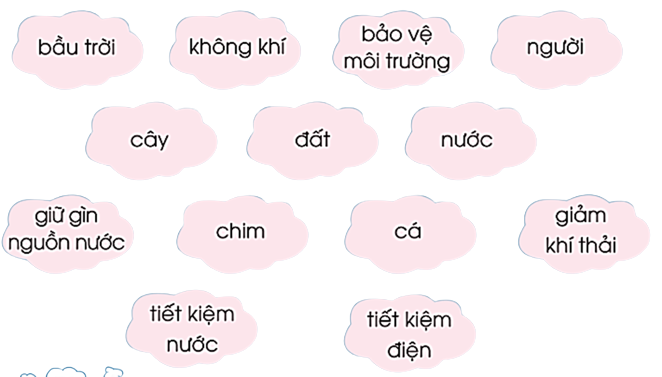 bầu trời
không khí
bảo vệ
môi trường
người
cây
đất
nước
giữ gìn
nguồn nước
chim
cá
giảm
khí thải
tiết kiệm
nước
tiết kiệm
điện